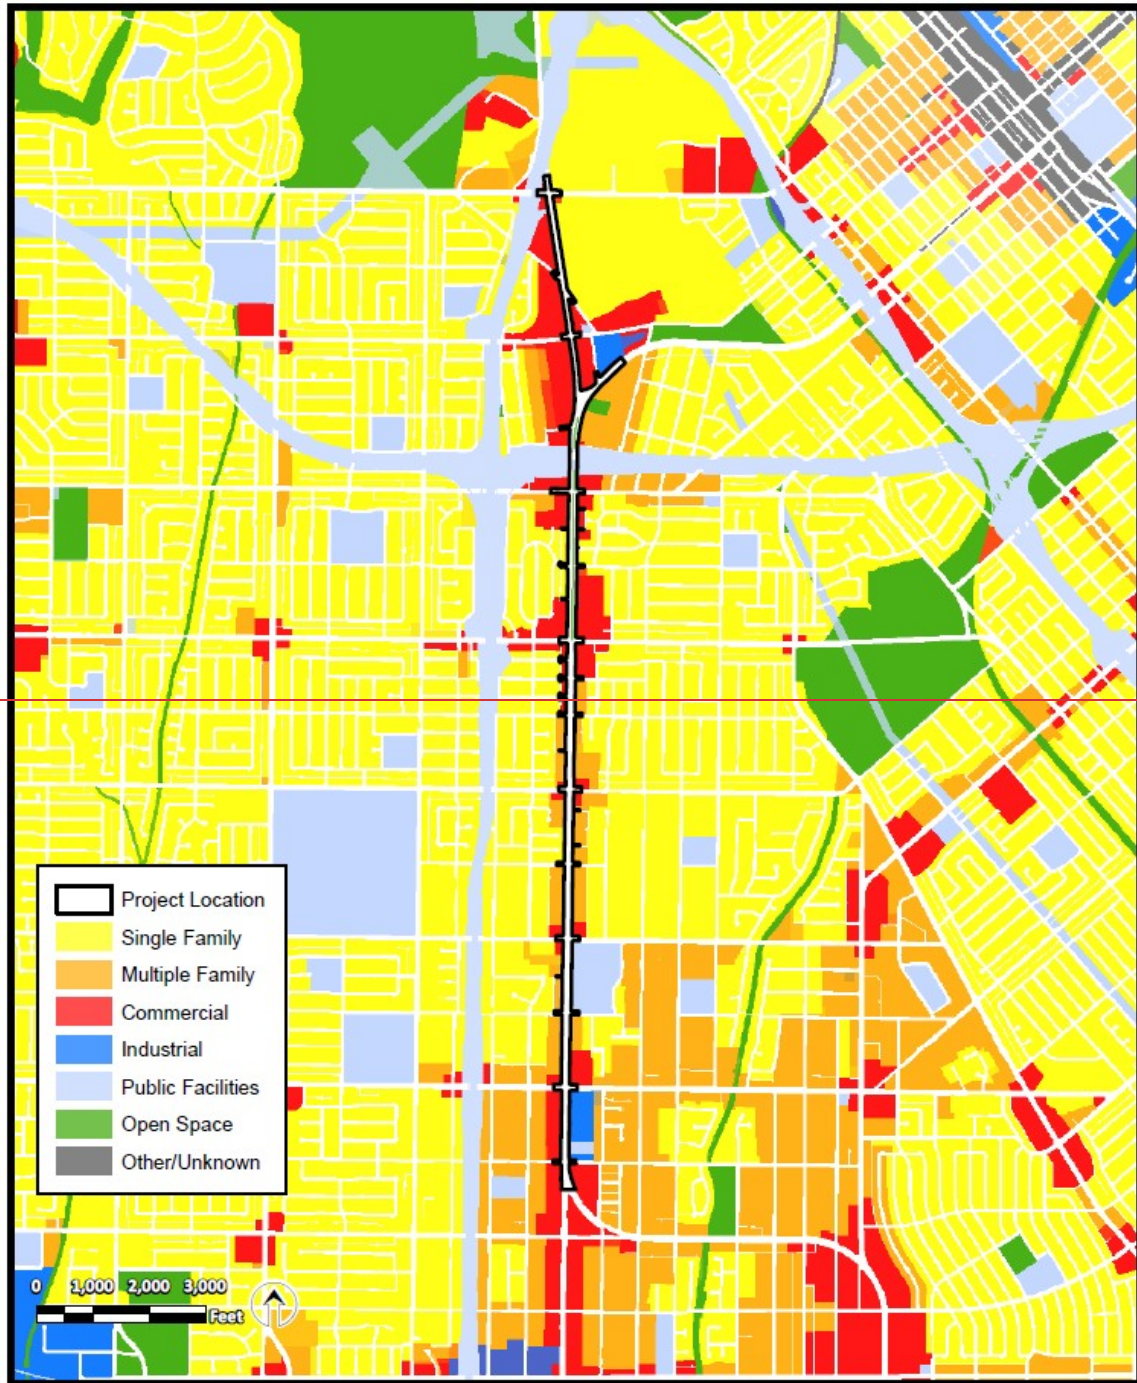 Project Location
Single Family
Multiple Family
Commercial
Industrial
Public Facilities
Open Space
Other/Unknown
0 1,000 2,000 3,000
Feet